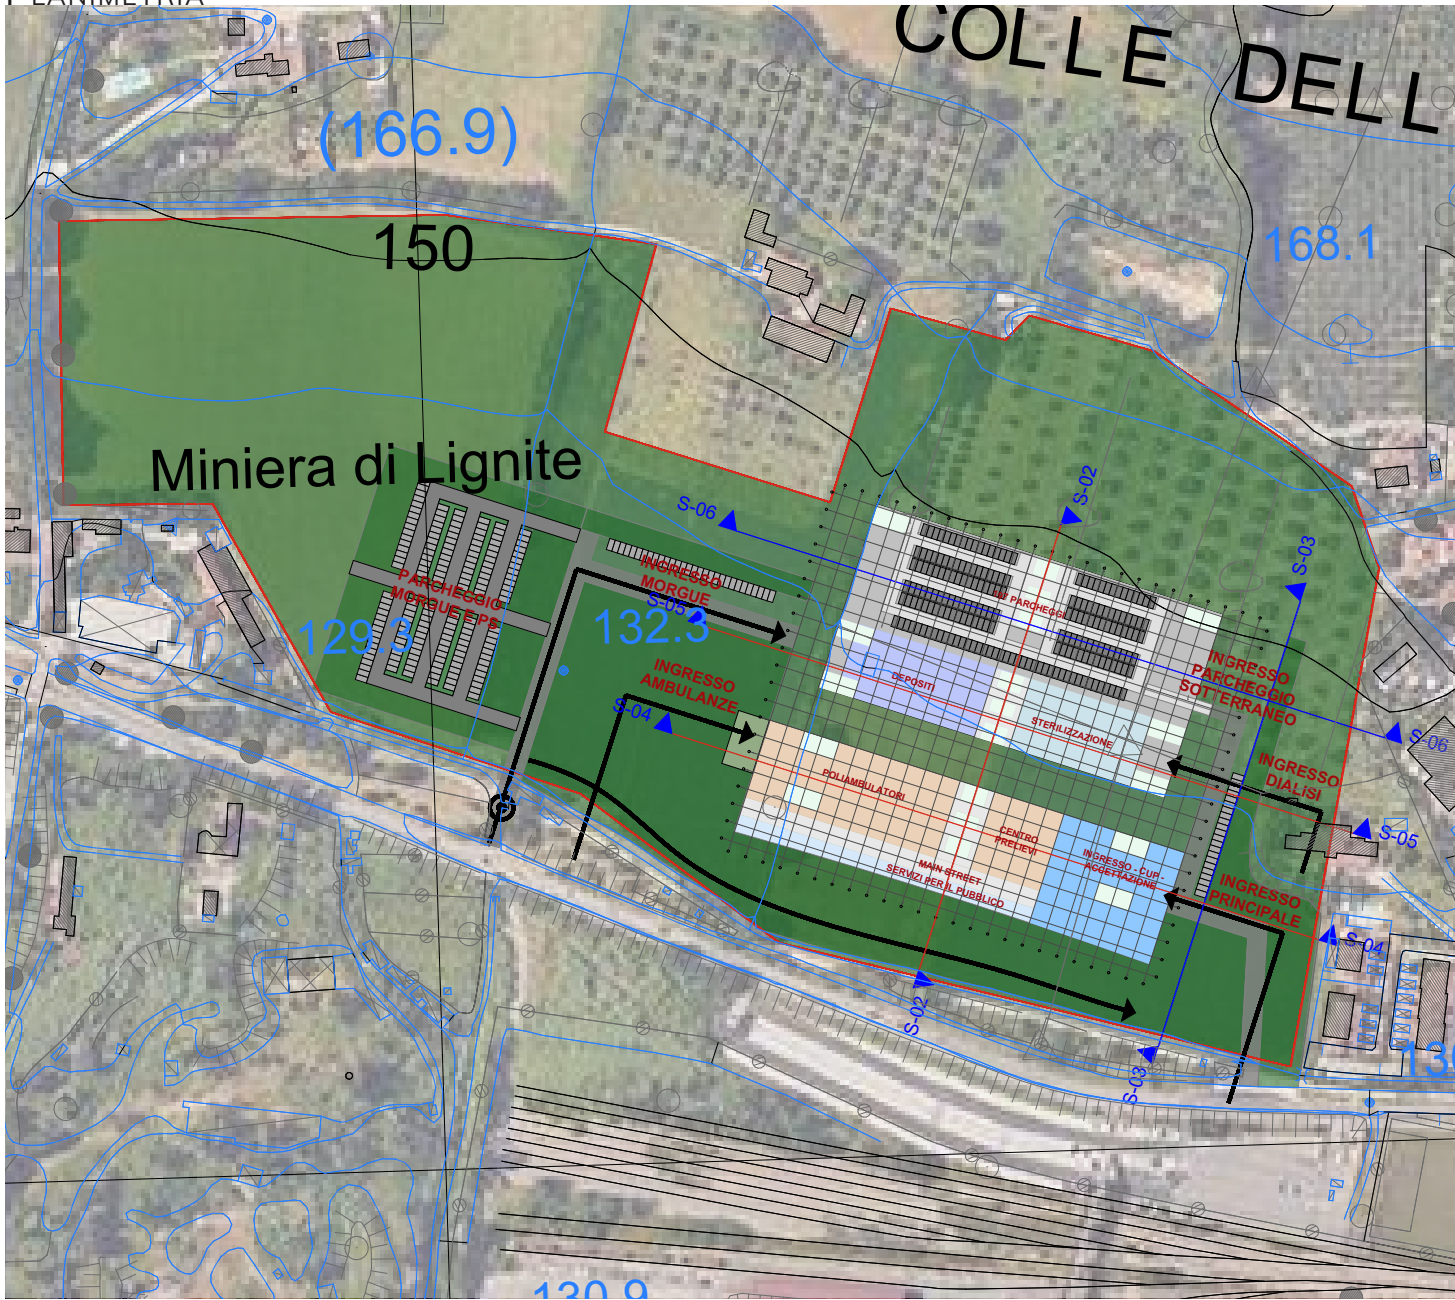 PLANIMETRIA
COLLE DELL
(166.9)
150
168.1
Miniera di Lignite
S-06
S-02
S-03
INGRESSO
MORGUE
S-05
132.3
PARCHEGGIO
MORGUE E PS
129.3
PARCHEGGI
INGRESSO
PARCHEGGIO
SOTTERRANEO
INGRESSO
AMBULANZE
S-04
DEPOSITI
STERILIZZAZIONE
S-06
POLIAMBULATORI
INGRESSO
DIALISI
S-05
CENTRO
PRELIEVI
INGRESSO - CUP -
ACCETTAZIONE
MAIN STREET
SERVIZI PER IL PUBBLICO
INGRESSO
PRINCIPALE
S-04
S-02
S-03
13
130.9